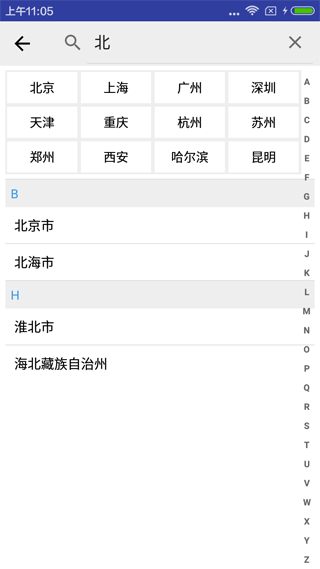 上午11:05
北
北京 上海 广州 深圳
天津 重庆 杭州 苏州
郑州 西安 哈尔滨 昆明
B
北京市
北海市
H
淮北市
海北藏族自治州
A
B
C
D
E
F
G
H
I
J
K
L
M
N
O
P
Q
R
S
T
U
V
W
X
Y
Z